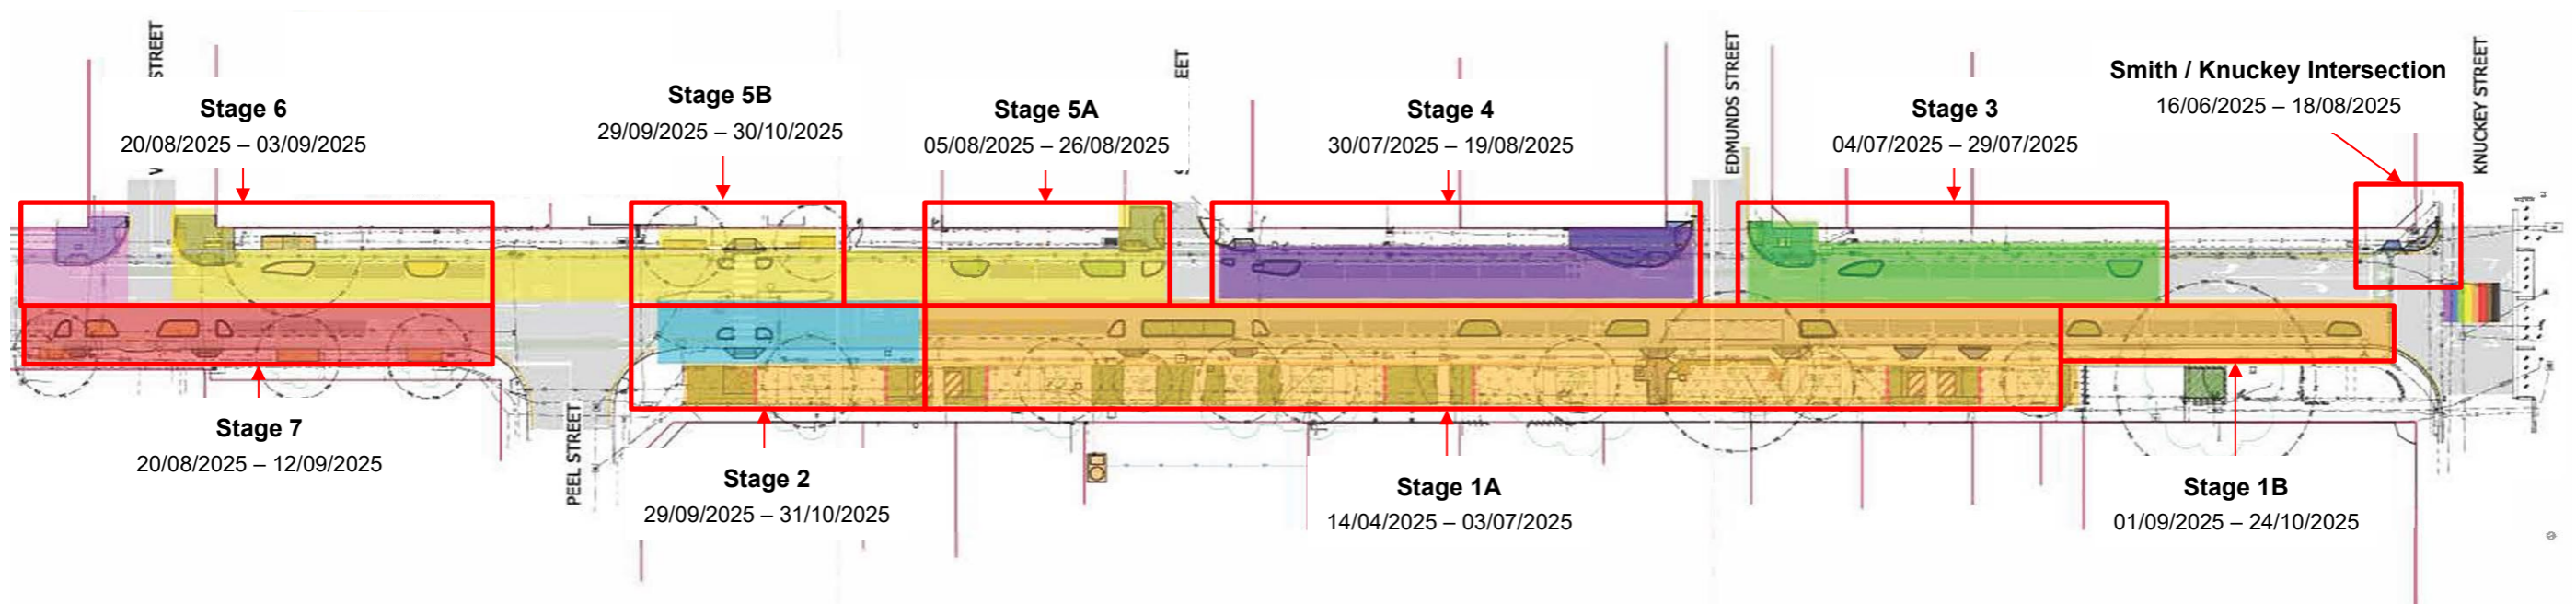 STREET
Stage 6
20/08/2025 – 03/09/2025
Stage 5B
29/09/2025 – 30/10/2025
EET
Stage 5A
05/08/2025 – 26/08/2025
Stage 4
30/07/2025 – 19/08/2025
EDMUNDS STREET
Stage 3
04/07/2025 – 29/07/2025
Smith / Knuckey Intersection
16/06/2025 – 18/08/2025
KNUCKEY STREET
Stage 7
20/08/2025 – 12/09/2025
PEEL STREET
Stage 2
29/09/2025 – 31/10/2025
Stage 1A
14/04/2025 – 03/07/2025
Stage 1B
01/09/2025 – 24/10/2025